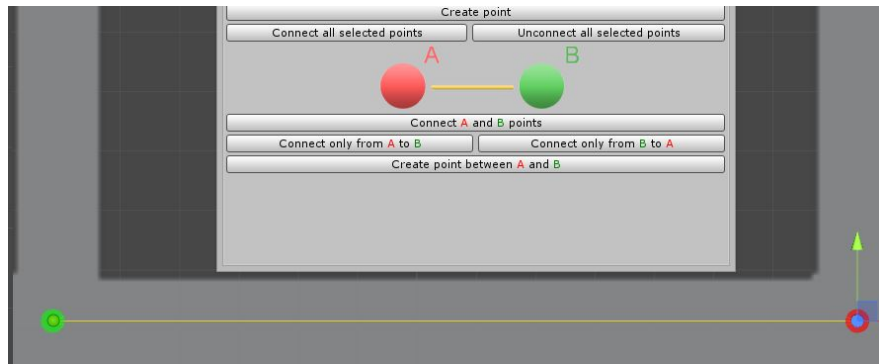 Create point
Connect all selected points Unconnect all selected points
A B
Connect A and B points
Connect only from A to B Connect only from B to A
Create point between A and B